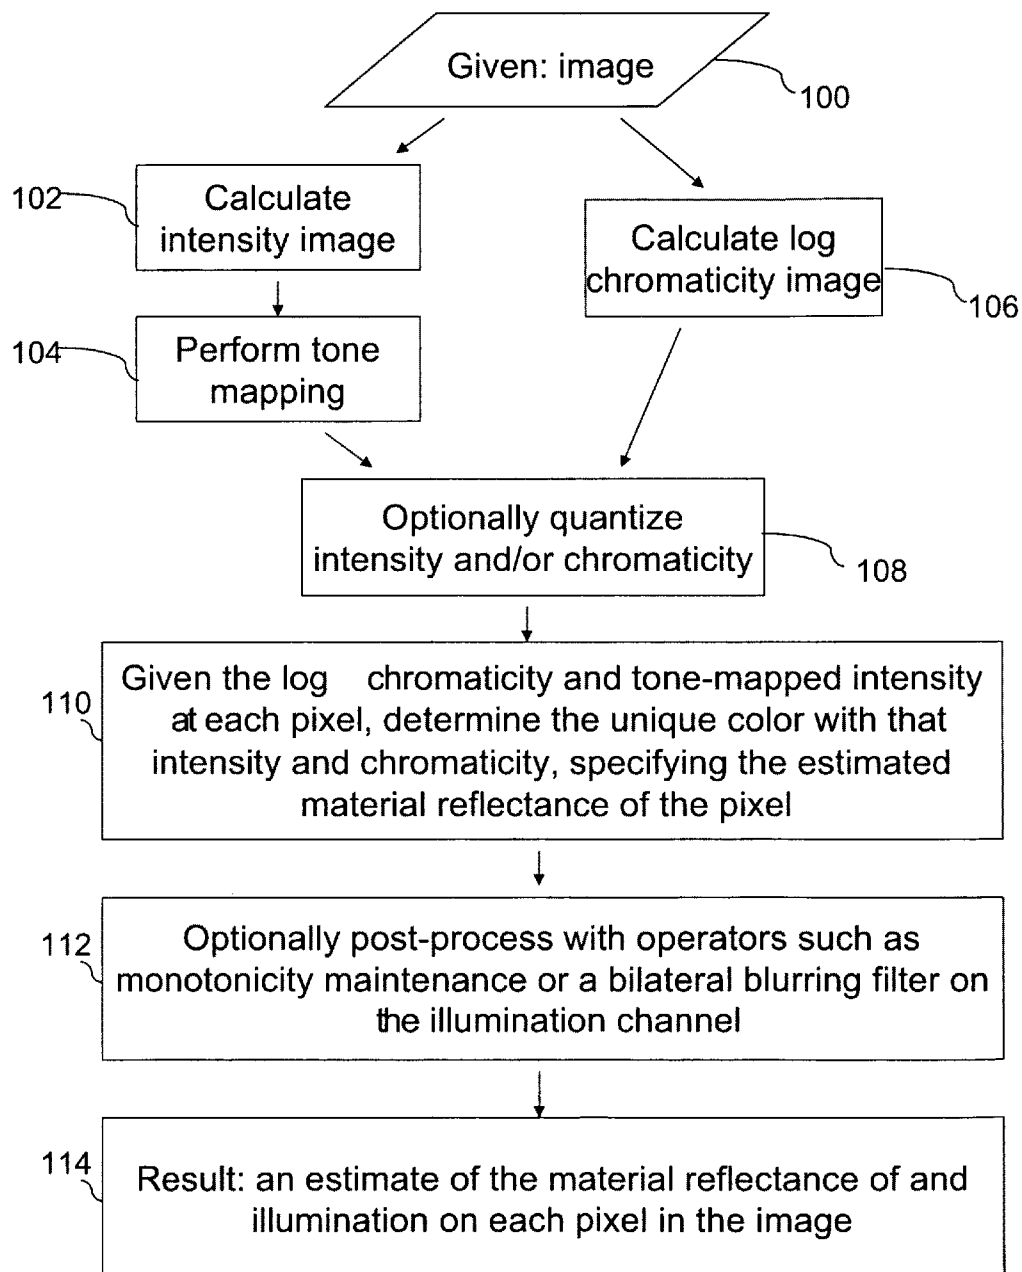 Given: image
100
102
Calculate
intensity image
Calculate log
chromaticity image
106
104
Perform tone
mapping
Optionally quantize
intensity and/or chromaticity
108
110
Given the log chromaticity and tone-mapped intensity
at each pixel, determine the unique color with that
intensity and chromaticity, specifying the estimated
material reflectance of the pixel
112
Optionally post-process with operators such as
monotonicity maintenance or a bilateral blurring filter on
the illumination channel
114
Result: an estimate of the material reflectance of and
illumination on each pixel in the image